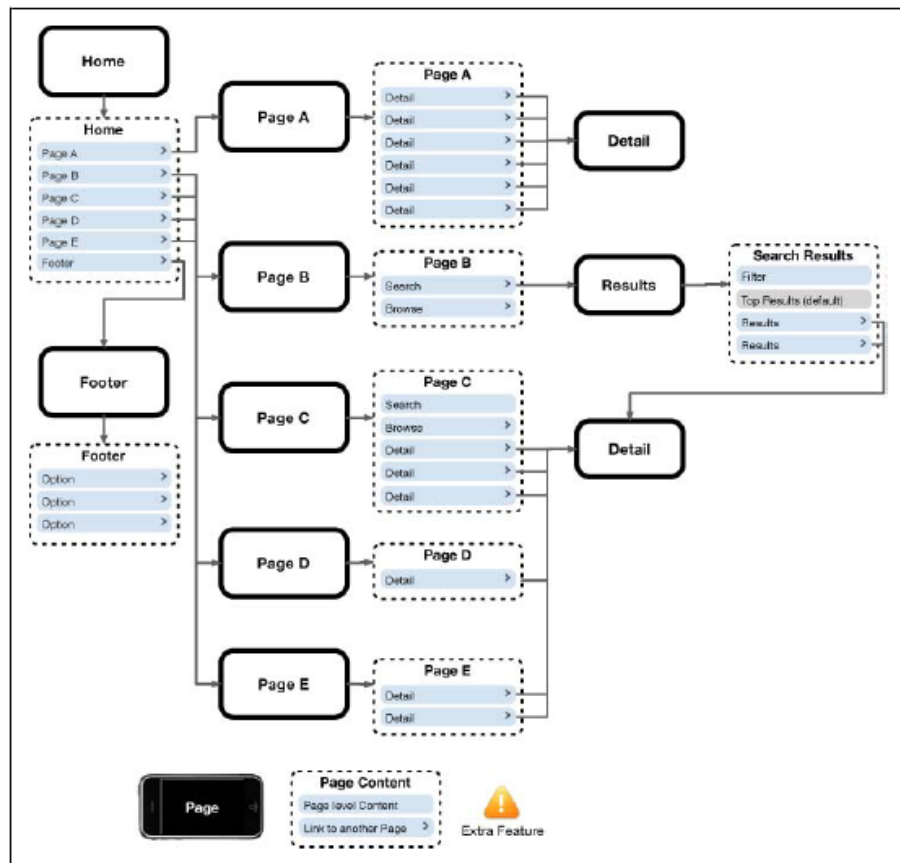 Home
Home
Page A
Page B
Page C
Page D
Page E
Footer
Footer
Footer
Option
Option
Option
Page A
Page A
Detail
Detail
Detail
Detail
Detail
Detail
Detail
Page B
Page B
Search
Browse
Results
Search Results
Filter
Top Results (default)
Results
Results
Page C
Page C
Search
Browse
Detail
Detail
Detail
Detail
Page D
Page D
Detail
Page E
Page E
Detail
Detail
Page
Page Content
Page level Content
Link to another Page
Extra Feature